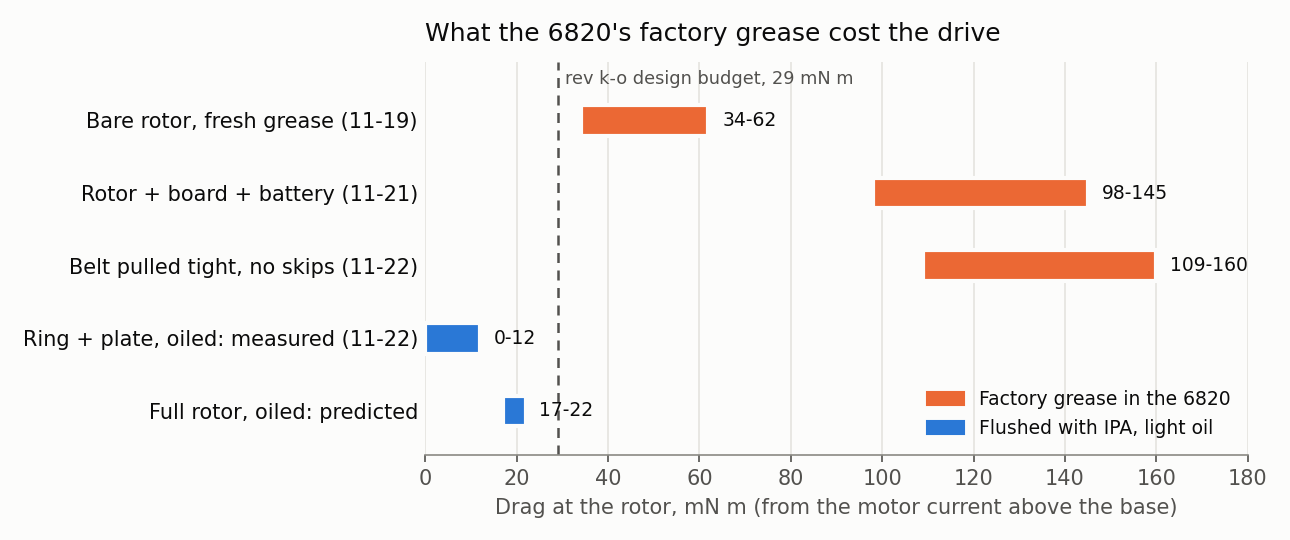 What the 6820's factory grease cost the drive
rev k-o design budget, 29 mN m
Bare rotor, fresh grease (11-19)
34-62
Rotor + board + battery (11-21)
98-145
Belt pulled tight, no skips (11-22)
109-160
Ring + plate, oiled: measured (11-22)
0-12
Full rotor, oiled: predicted
17-22
Factory grease in the 6820
Flushed with IPA, light oil
0 20 40 60 80 100 120 140 160 180
Drag at the rotor, mN m (from the motor current above the base)